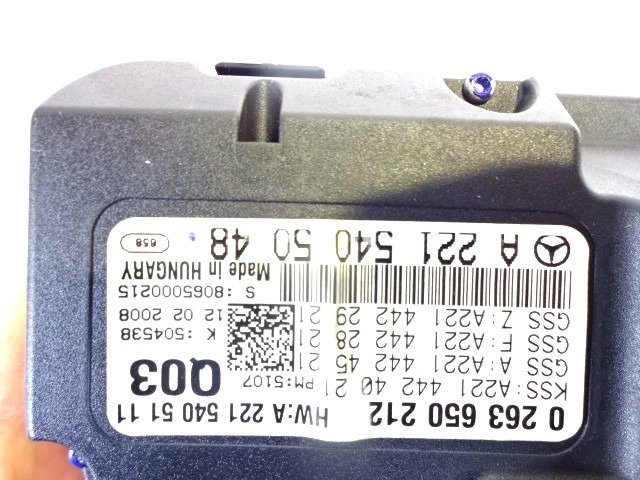 0 263 650 212 HW:A 221 540 51 11
KSS:A221 442 40 21 PM:5107 Q03
GSS A:A221 442 45 21
GSS F:A221 442 28 21 K :504538
GSS Z:A221 442 29 21 12 02 2008
S :8065000215
Made in HUNGARY
A 221 540 50 48 858